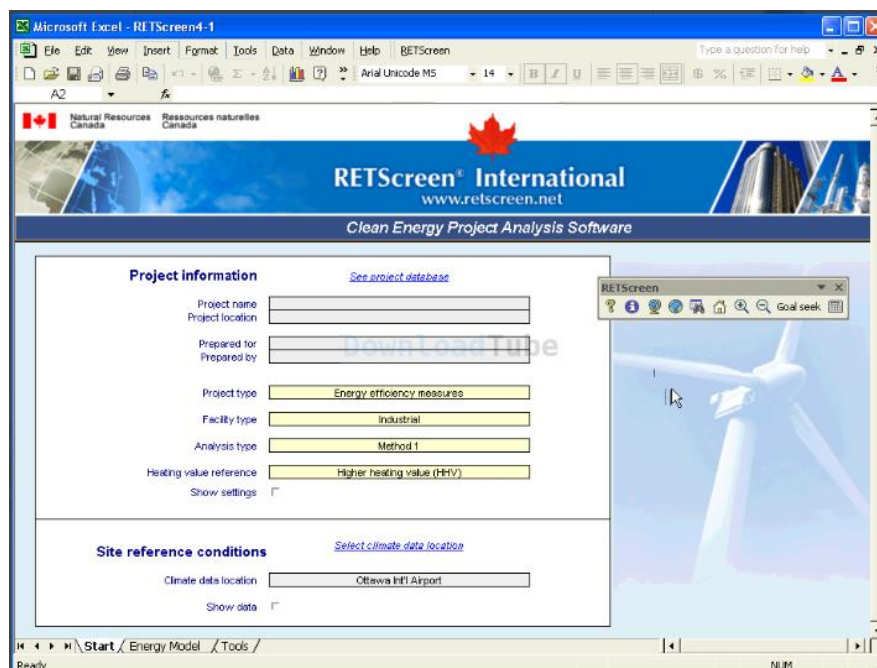 Microsoft Excel - RETScreen4-1
File Edit View Insert Format Tools Data Window Help RETScreen
Type a question for help
Arial Unicode MS 14 B I U $ %
A2 fx
Natural Resources Canada Ressources naturelles Canada
RETScreen® International
www.retscreen.net
Clean Energy Project Analysis Software
Project information See project database
RETScreen
Goal seek
Project name
Project location
Prepared for
DownloadTube
Prepared by
Project type Energy efficiency measures
Facility type Industrial
Analysis type Method 1
Heating value reference Higher heating value (HHV)
Show settings
Site reference conditions Select climate data location
Climate data location Ottawa Int'l Airport
Show data
Start Energy Model Tools
Ready NUM